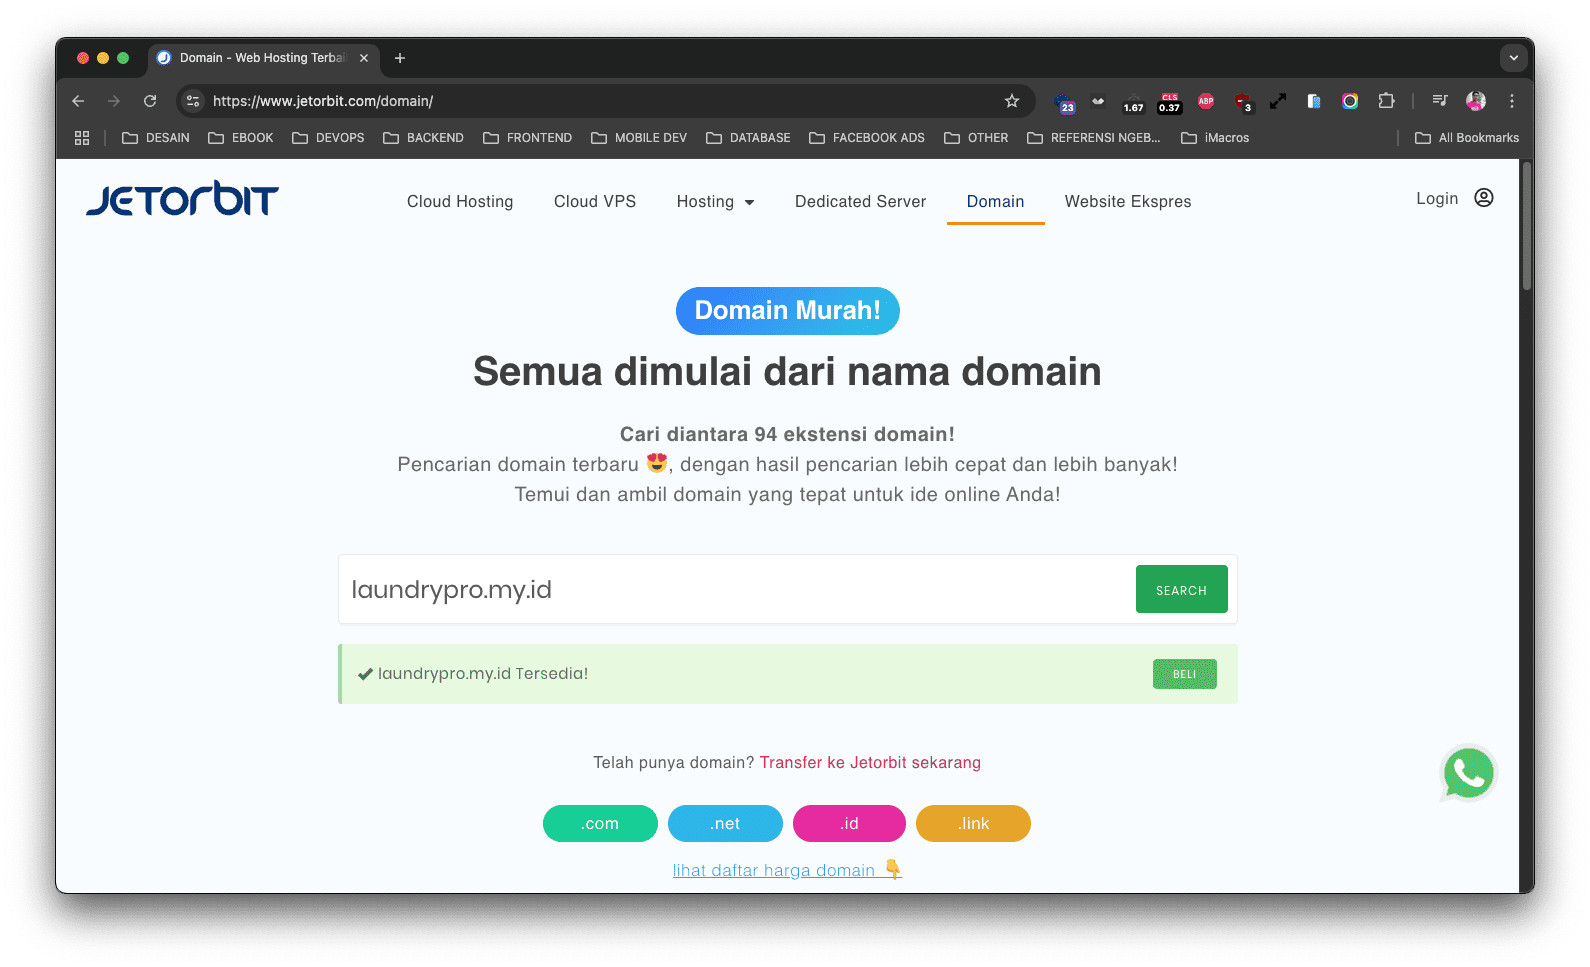 Domain - Web Hosting Terbai
https://www.jetorbit.com/domain/
23
1.67
CLS
0.37
ABP
3
DESAIN
EBOOK
DEVOPS
BACKEND
FRONTEND
MOBILE DEV
DATABASE
FACEBOOK ADS
OTHER
REFERENSI NGEB...
iMacros
All Bookmarks
JETORBIT
Cloud Hosting
Cloud VPS
Hosting
Dedicated Server
Domain
Website Ekspres
Login
Domain Murah!
Semua dimulai dari nama domain
Cari diantara 94 ekstensi domain!
Pencarian domain terbaru 😍, dengan hasil pencarian lebih cepat dan lebih banyak!
Temui dan ambil domain yang tepat untuk ide online Anda!
laundrypro.my.id
SEARCH
✔ laundrypro.my.id Tersedia!
BELI
Telah punya domain? Transfer ke Jetorbit sekarang
.com
.net
.id
.link
lihat daftar harga domain 👇